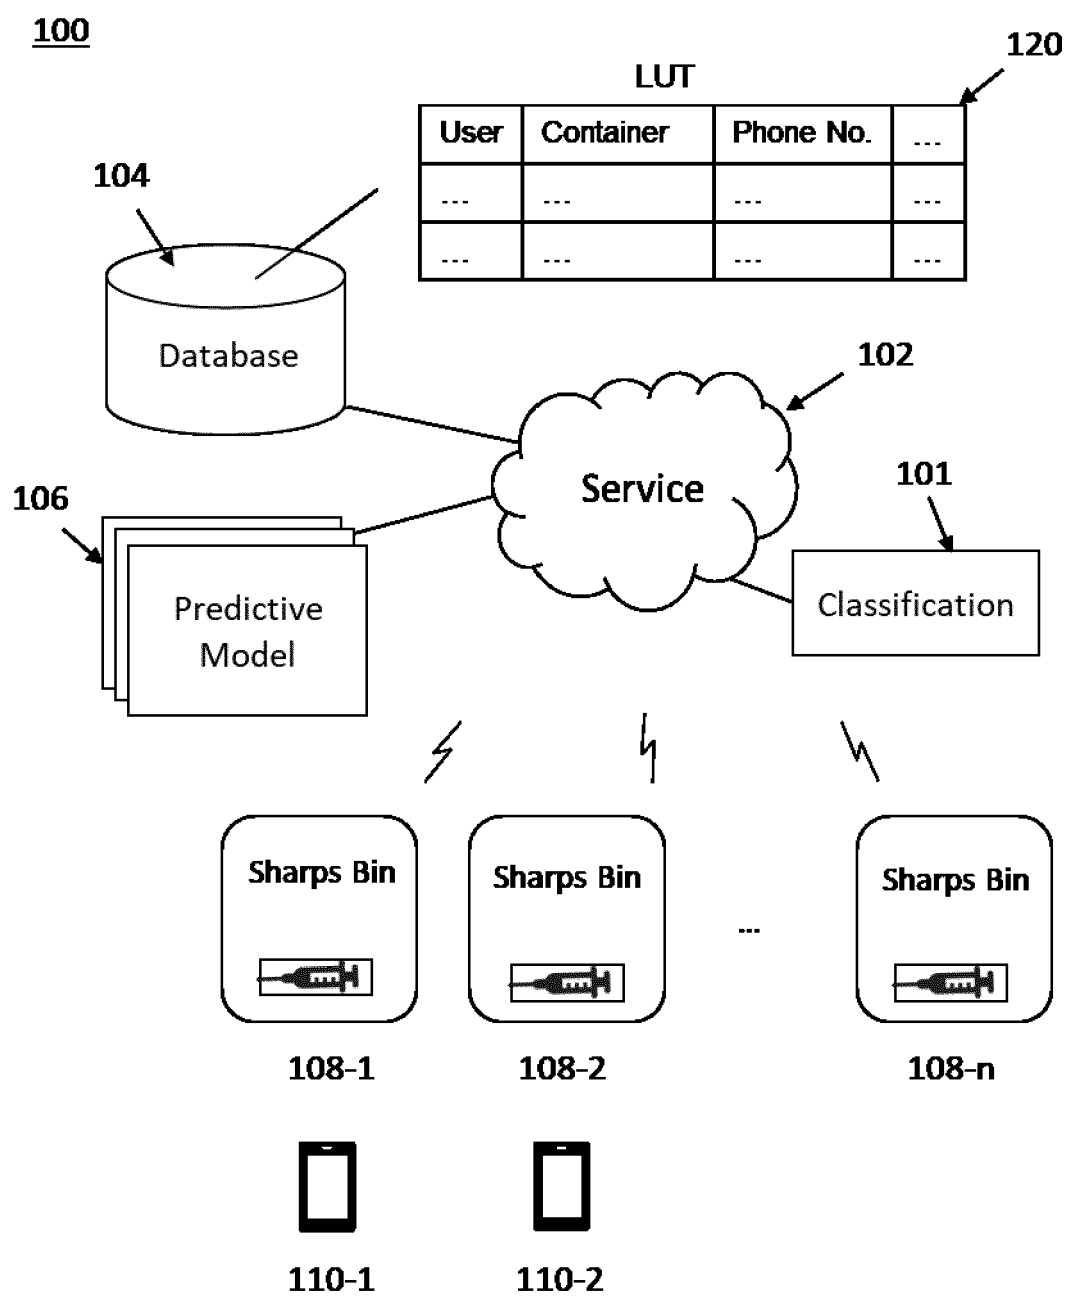 100
120
LUT
User Container Phone No. ...
... ... ... ...
... ... ... ...
104
Database
102
Service
106
101
Predictive
Model
Classification
Sharps Bin Sharps Bin Sharps Bin
...
108-1 108-2 108-n
110-1 110-2